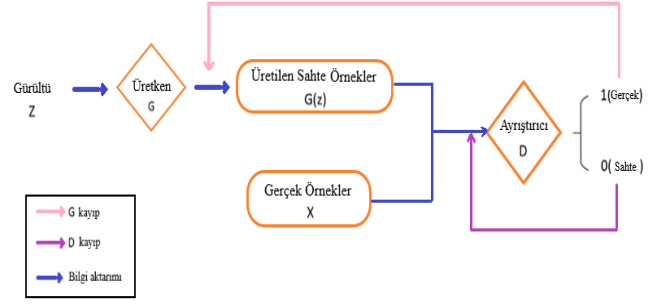 Gürültü
Z
Üretken
G
Üretilen Sahte Örnekler
G(z)
Gerçek Örnekler
X
Ayrıştırıcı
D
1(Gerçek)
0( Sahte )
G kayıp
D kayıp
Bilgi aktarımı